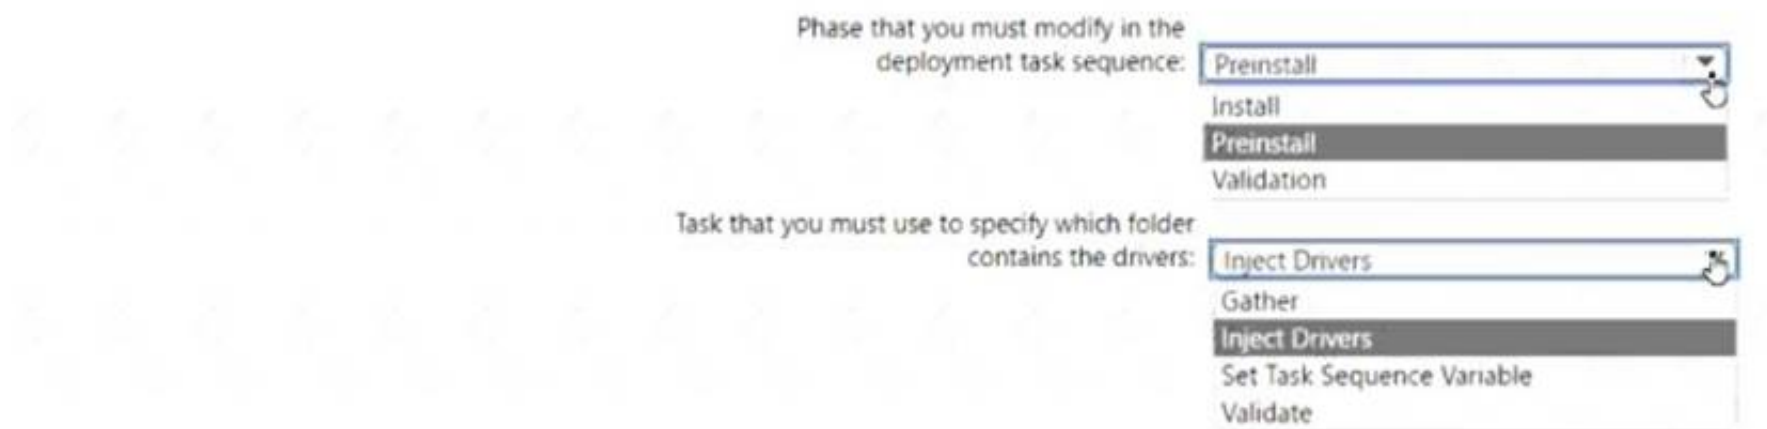 Phase that you must modify in the
deployment task sequence:
Preinstall
Install
Preinstall
Validation
Task that you must use to specify which folder
contains the drivers:
Inject Drivers
Gather
Inject Drivers
Set Task Sequence Variable
Validate